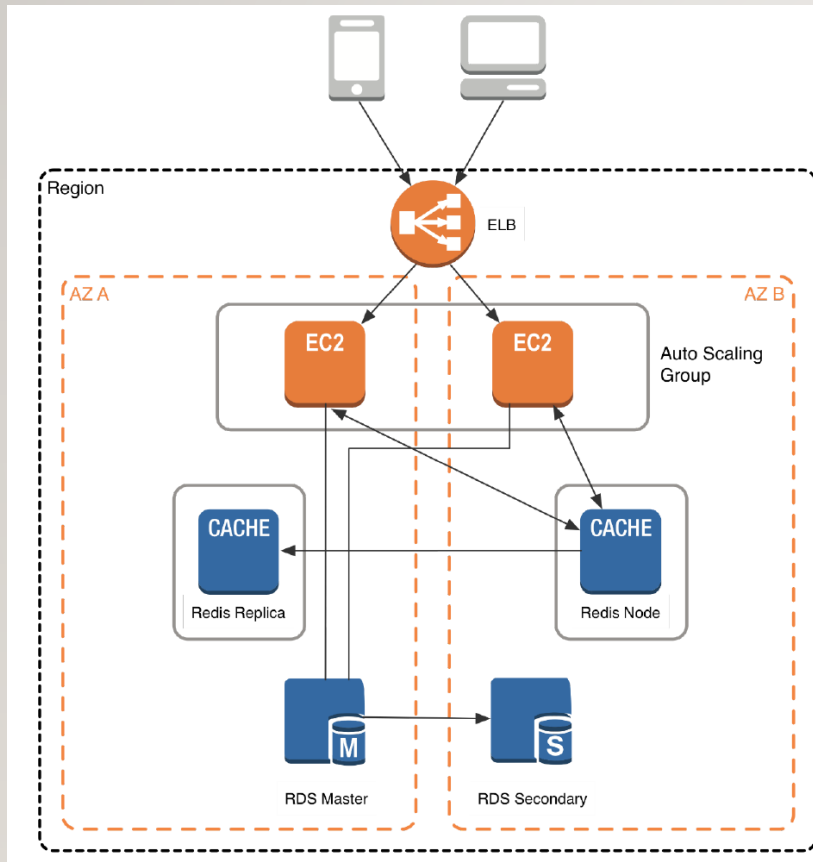 Region
ELB
AZ A
AZ B
EC2
EC2
Auto Scaling
Group
CACHE
CACHE
Redis Replica
Redis Node
M
S
RDS Master
RDS Secondary